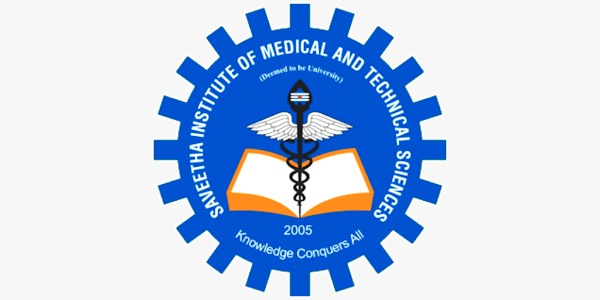 SAVEETHA INSTITUTE OF MEDICAL AND TECHNICAL SCIENCES
(Deemed to be University)
2005
Knowledge Conquers All